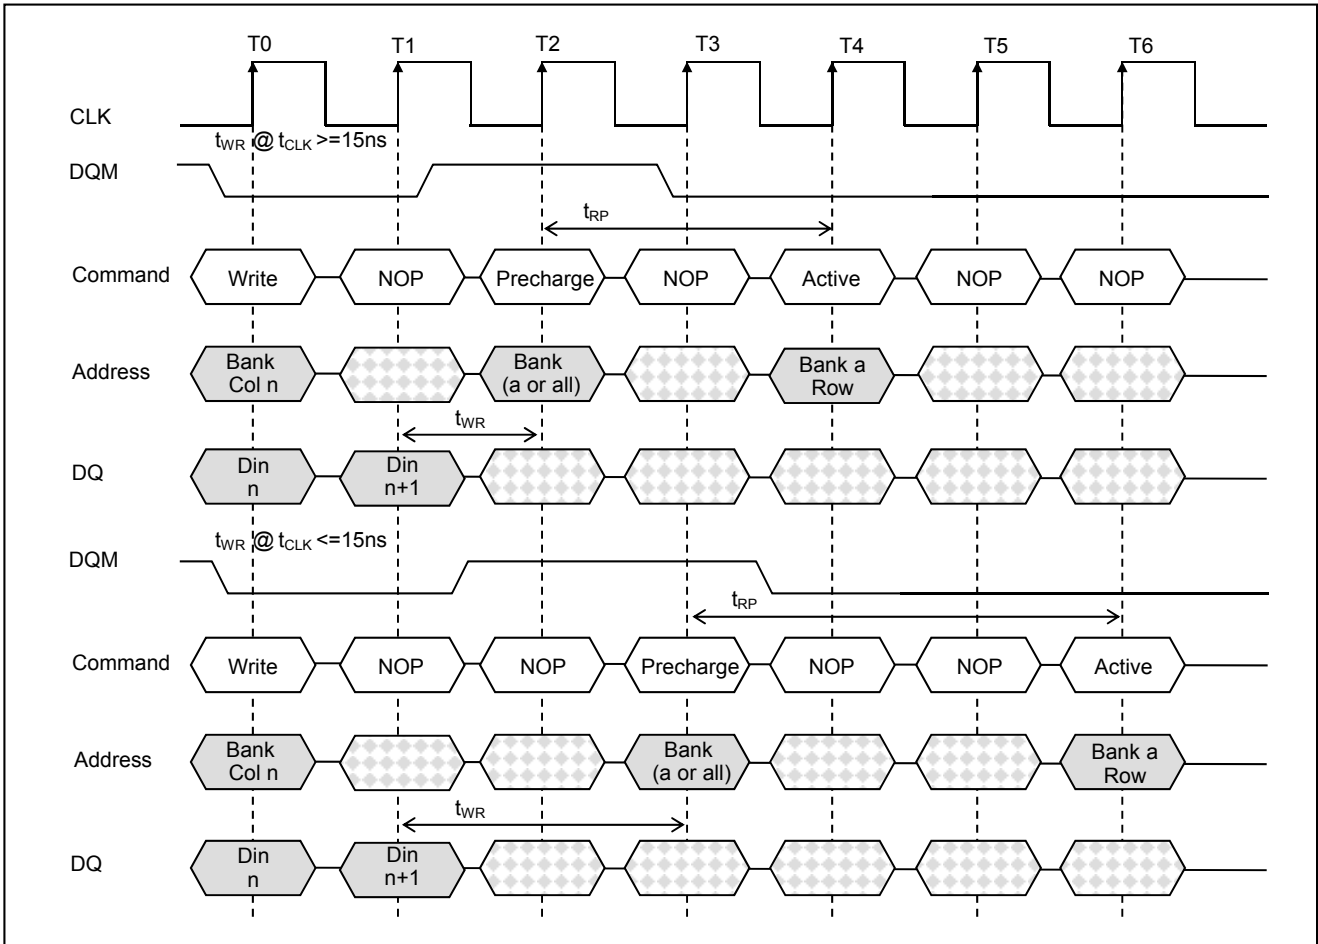 T0 T1 T2 T3 T4 T5 T6
CLK
tWR @ tCLK >=15ns
DQM
tRP
Command Write NOP Precharge NOP Active NOP NOP
Address Bank Col n Bank (a or all) Bank a Row
tWR
DQ Din n Din n+1
tWR @ tCLK <=15ns
DQM
tRP
Command Write NOP NOP Precharge NOP NOP Active
Address Bank Col n Bank (a or all) Bank a Row
tWR
DQ Din n Din n+1